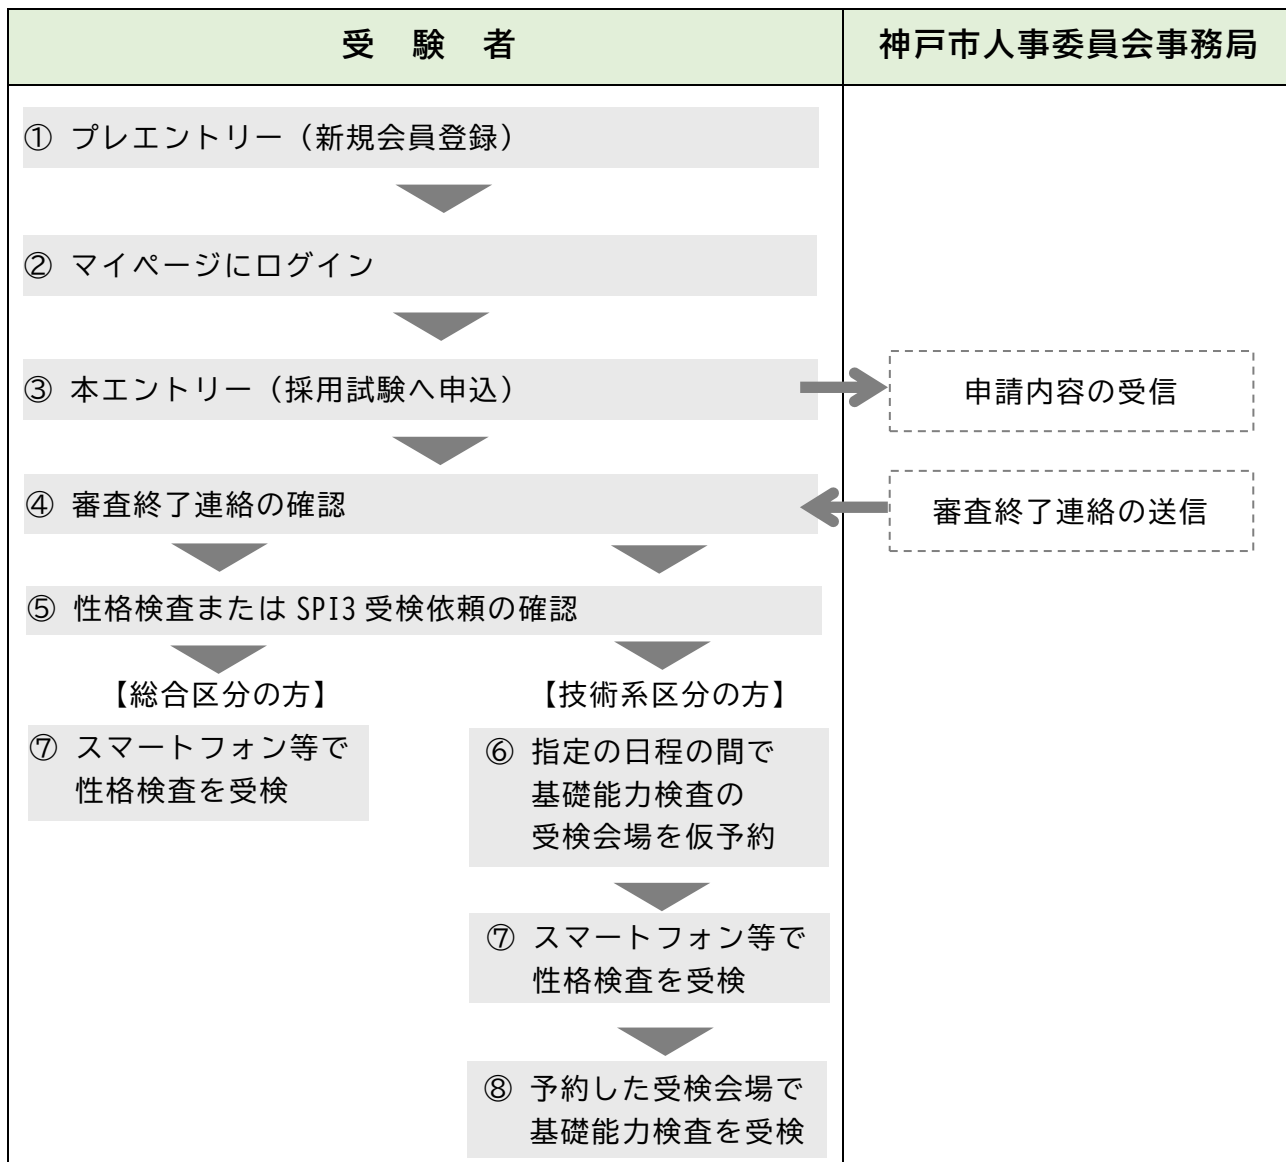 受　験　者
神戸市人事委員会事務局
① プレエントリー（新規会員登録）
② マイページにログイン
③ 本エントリー（採用試験へ申込）
申請内容の受信
④ 審査終了連絡の確認
審査終了連絡の送信
⑤ 性格検査または SPI3 受検依頼の確認
【総合区分の方】
⑦ スマートフォン等で
性格検査を受検
【技術系区分の方】
⑥ 指定の日程の間で
基礎能力検査の
受検会場を仮予約
⑦ スマートフォン等で
性格検査を受検
⑧ 予約した受検会場で
基礎能力検査を受検